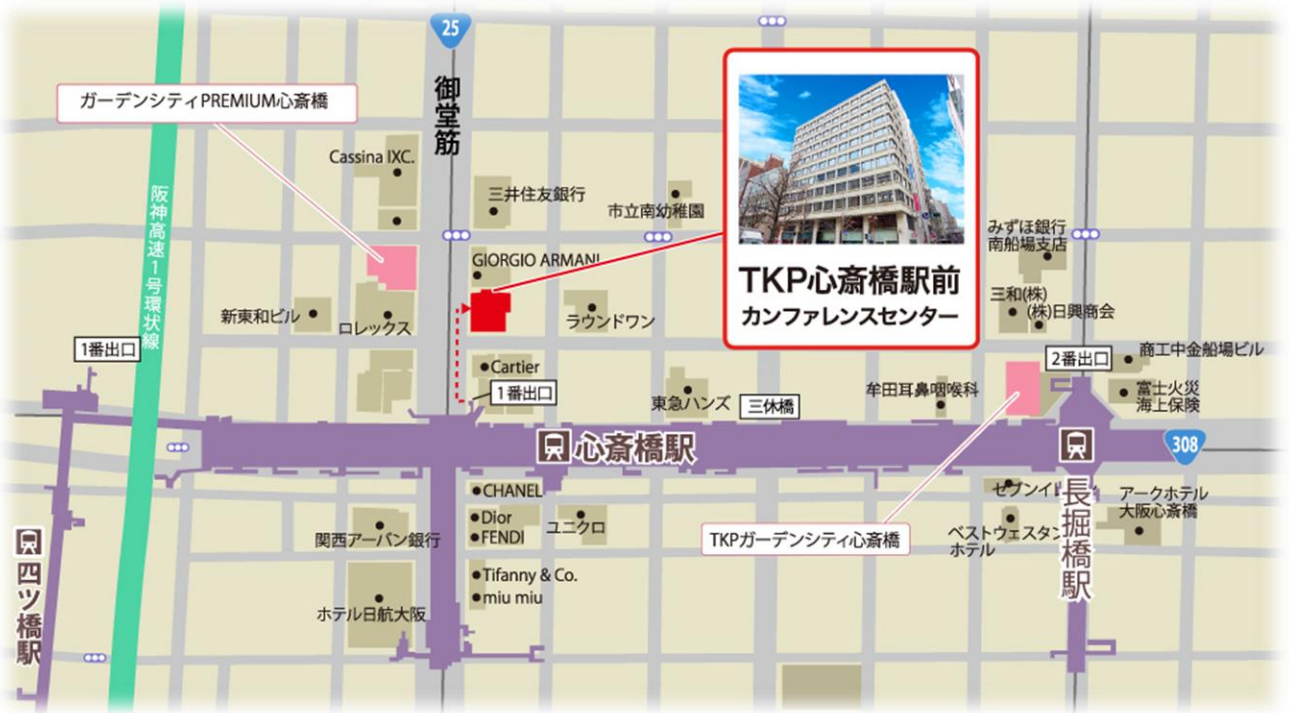 25
御堂筋
ガーデンシティPREMIUM心斎橋
Cassina IXC.
三井住友銀行
市立南幼稚園
阪神高速1号環状線
GIORGIO ARMANI
TKP心斎橋駅前
カンファレンスセンター
みずほ銀行
南船場支店
三和(株)
(株)日興商会
新東和ビル
ロレックス
ラウンドワン
1番出口
Cartier
1番出口
東急ハンズ
三休橋
牟田耳鼻咽喉科
2番出口
商工中金船場ビル
富士火災
海上保険
心斎橋駅
308
CHANEL
Dior
FENDI
ユニクロ
関西アーバン銀行
TKPガーデンシティ心斎橋
セブンイ
ベストウェスタン
ホテル
長堀橋駅
アークホテル
大阪心斎橋
四ツ橋駅
Tifanny & Co.
miu miu
ホテル日航大阪